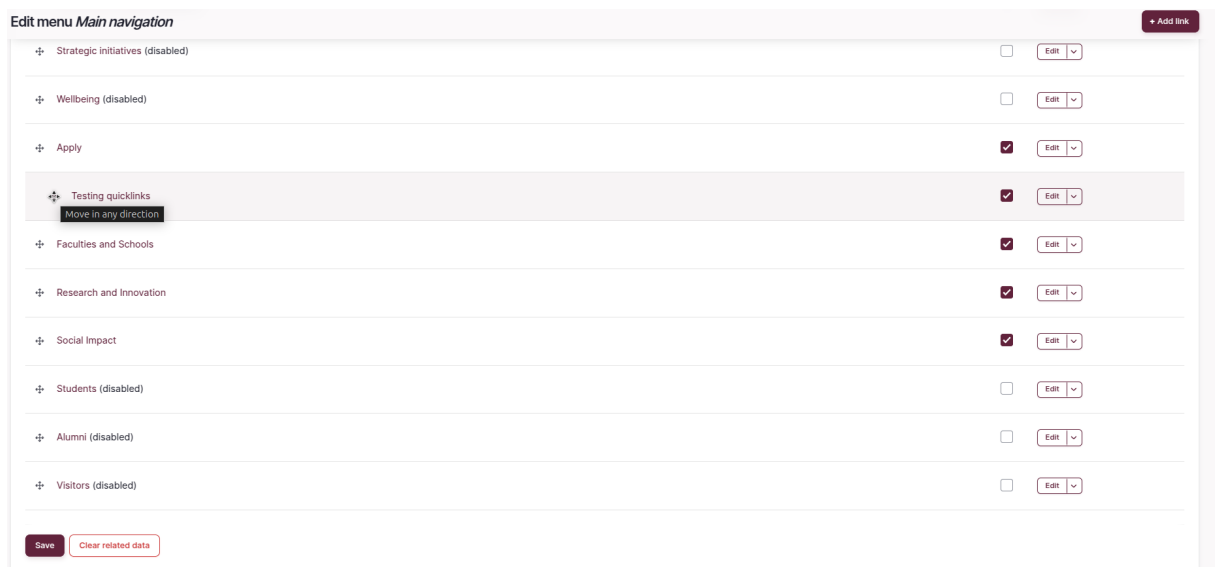 Edit menu Main navigation
+ Add link
Strategic initiatives (disabled)
Edit
Wellbeing (disabled)
Edit
Apply
Edit
Testing quicklinks
Edit
Move in any direction
Faculties and Schools
Edit
Research and Innovation
Edit
Social Impact
Edit
Students (disabled)
Edit
Alumni (disabled)
Edit
Visitors (disabled)
Edit
Save
Clear related data